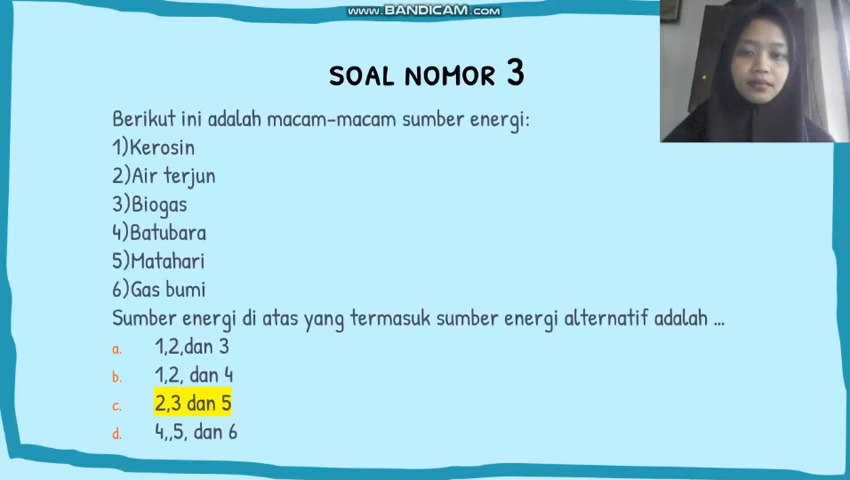 www.BANDICAM.com
SOAL NOMOR 3
Berikut ini adalah macam-macam sumber energi:
1)Kerosin
2)Air terjun
3)Biogas
4)Batubara
5)Matahari
6)Gas bumi
Sumber energi di atas yang termasuk sumber energi alternatif adalah ...
a. 1,2,dan 3
b. 1,2, dan 4
c. 2,3 dan 5
d. 4,,5, dan 6